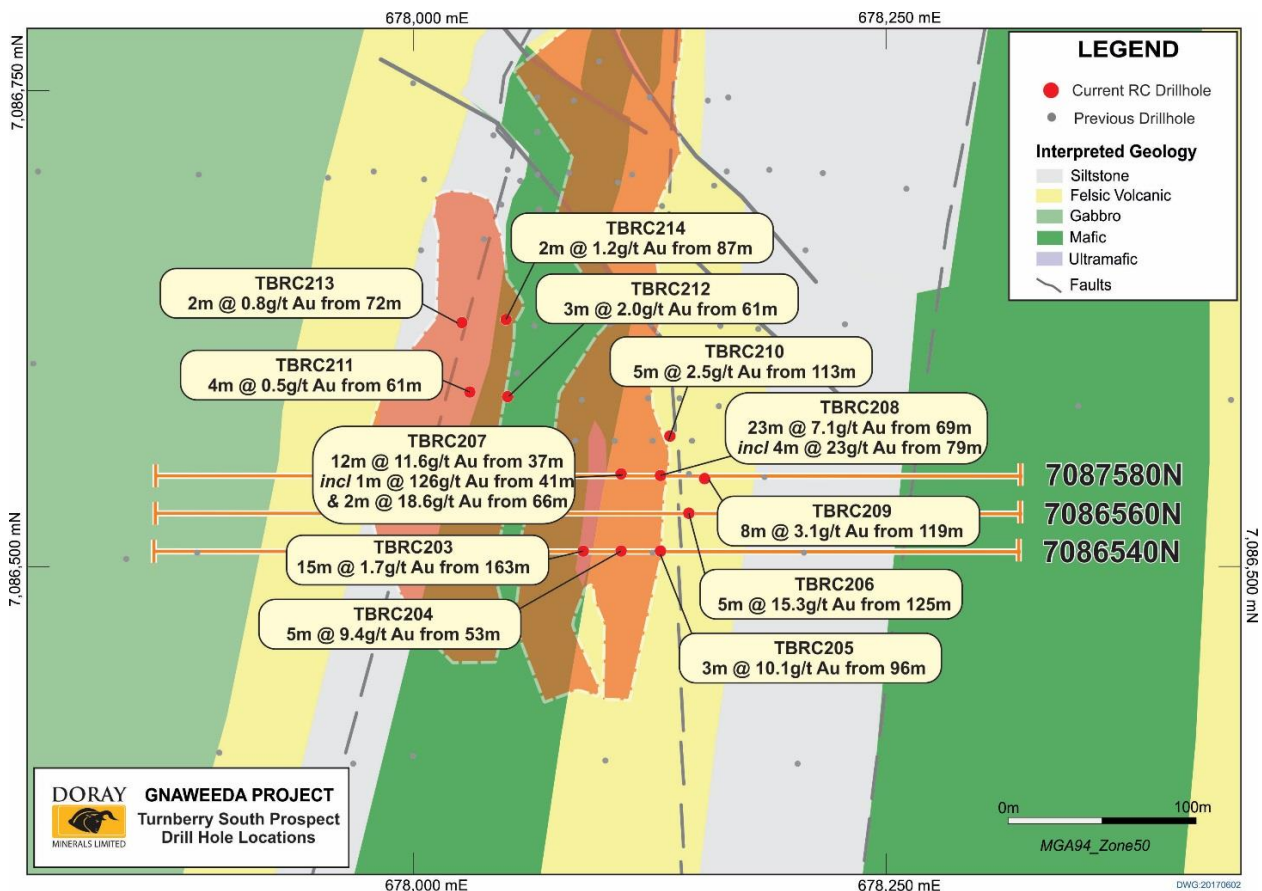 678,000 mE
678,250 mE
7,086,750 mN
LEGEND
Current RC Drillhole
Previous Drillhole
Interpreted Geology
Siltstone
Felsic Volcanic
Gabbro
Mafic
Ultramafic
Faults
TBRC214
2m @ 1.2g/t Au from 87m
TBRC213
2m @ 0.8g/t Au from 72m
TBRC212
3m @ 2.0g/t Au from 61m
TBRC211
4m @ 0.5g/t Au from 61m
TBRC210
5m @ 2.5g/t Au from 113m
TBRC208
23m @ 7.1g/t Au from 69m
incl 4m @ 23g/t Au from 79m
TBRC207
12m @ 11.6g/t Au from 37m
incl 1m @ 126g/t Au from 41m
& 2m @ 18.6g/t Au from 66m
7087580N
TBRC209
8m @ 3.1g/t Au from 119m
7086560N
7086540N
TBRC203
15m @ 1.7g/t Au from 163m
TBRC206
5m @ 15.3g/t Au from 125m
TBRC204
5m @ 9.4g/t Au from 53m
TBRC205
3m @ 10.1g/t Au from 96m
7,086,500 mN
7,086,500 mN
DORAY
MINERALS LIMITED
GNAWEEDA PROJECT
Turnberry South Prospect
Drill Hole Locations
0m
100m
MGA94_Zone50
678,000 mE
678,250 mE
DWG:20170602